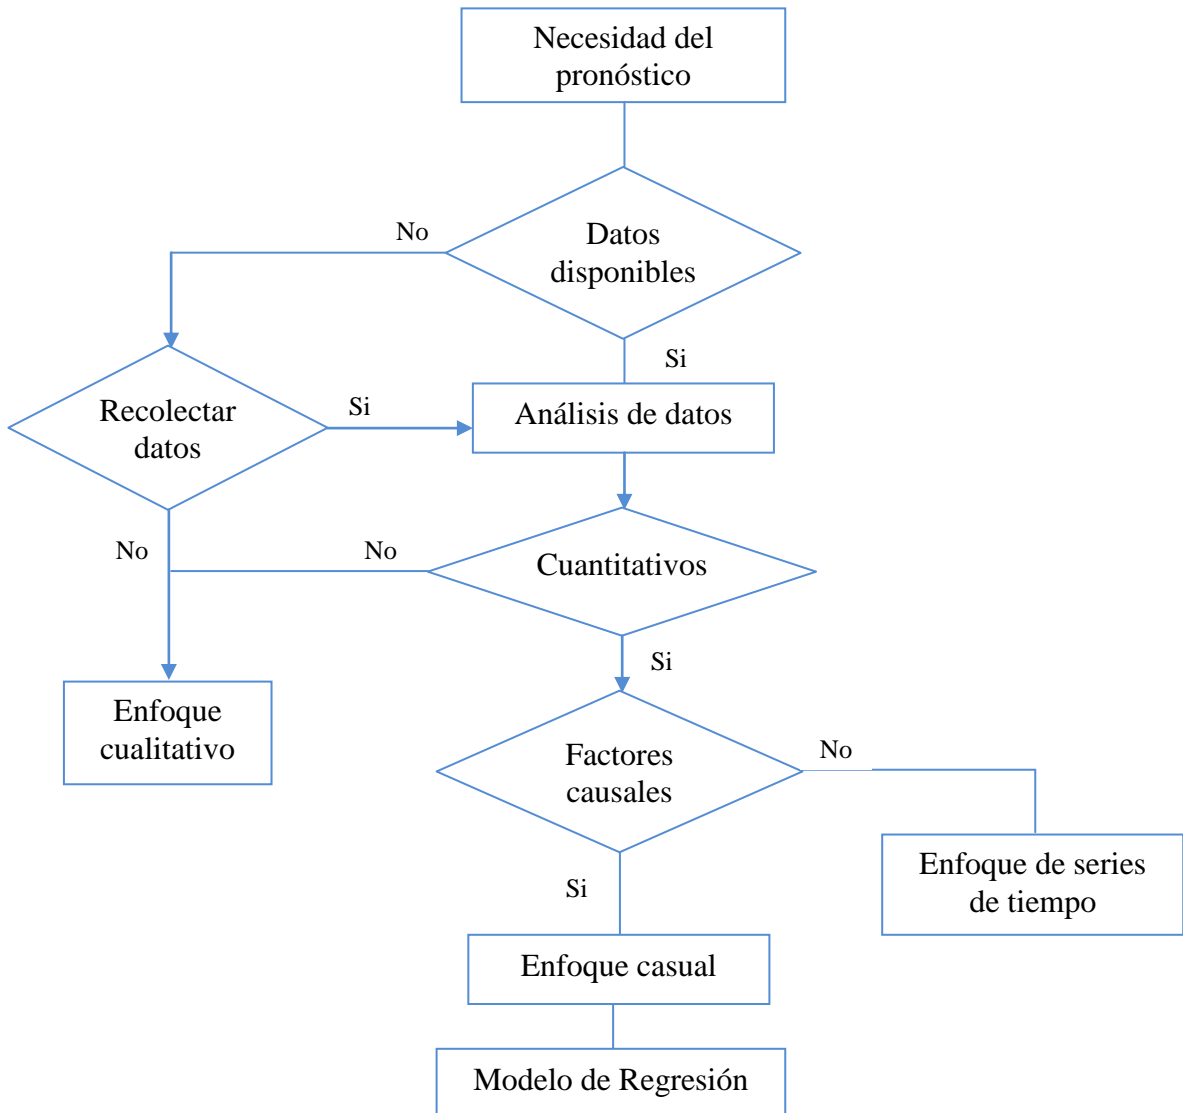 Necesidad del
pronóstico
No
Datos
disponibles
Si
Recolectar
datos
Si
Análisis de datos
No
No
Cuantitativos
Si
Enfoque
cualitativo
Factores
causales
No
Enfoque de series
de tiempo
Si
Enfoque casual
Modelo de Regresión